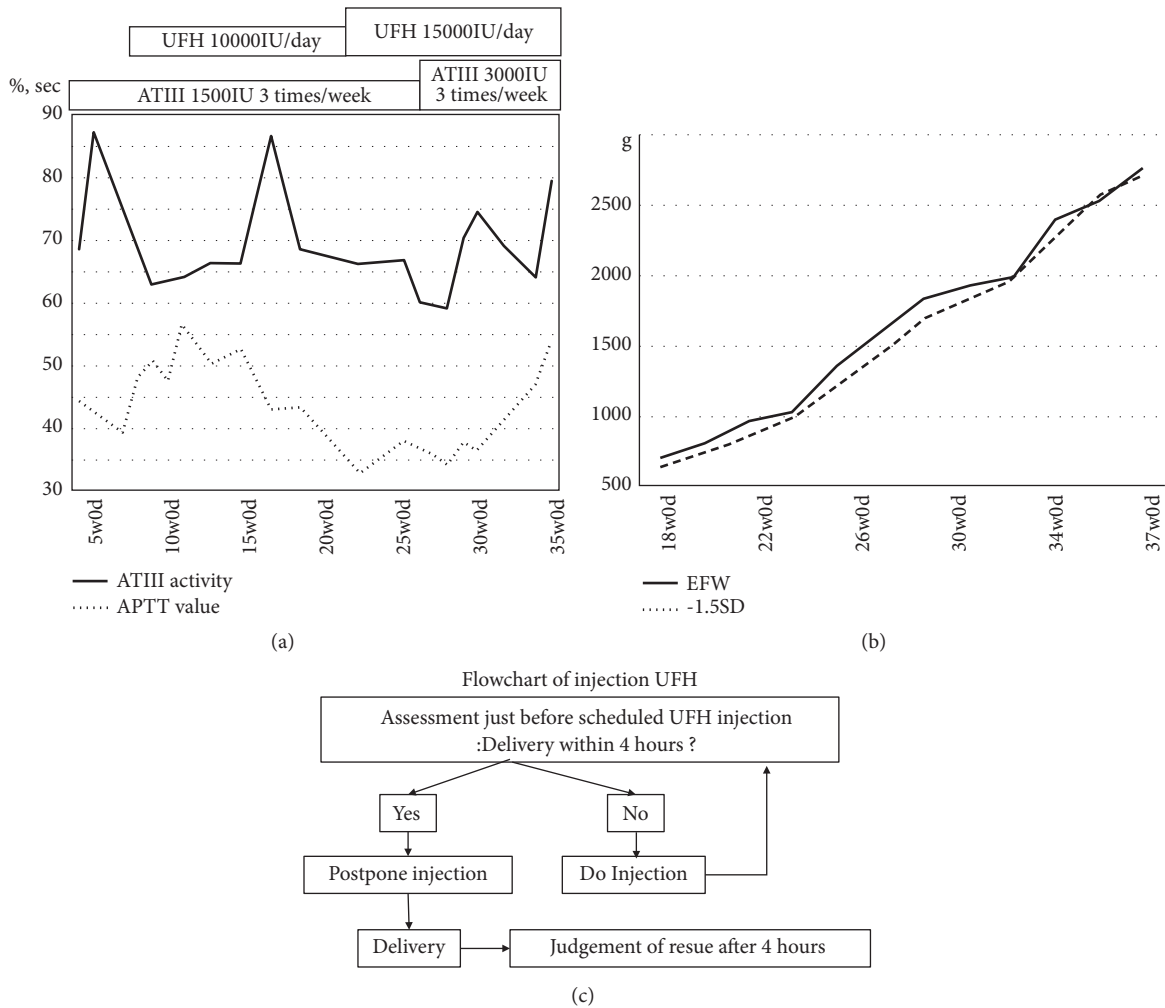 UFH 15000IU/day
UFH 10000IU/day
ATIII 3000IU
3 times/week
ATIII 1500IU 3 times/week
%, sec
90
80
70
60
50
40
30
5w0d
10w0d
15w0d
20w0d
25w0d
30w0d
35w0d
ATIII activity
APTT value
(a)
g
2500
2000
1500
1000
500
18w0d
22w0d
26w0d
30w0d
34w0d
37w0d
EFW
-1.5SD
(b)
Flowchart of injection UFH
Assessment just before scheduled UFH injection
:Delivery within 4 hours ?
Yes
No
Postpone injection
Do Injection
Delivery
Judgement of resue after 4 hours
(c)